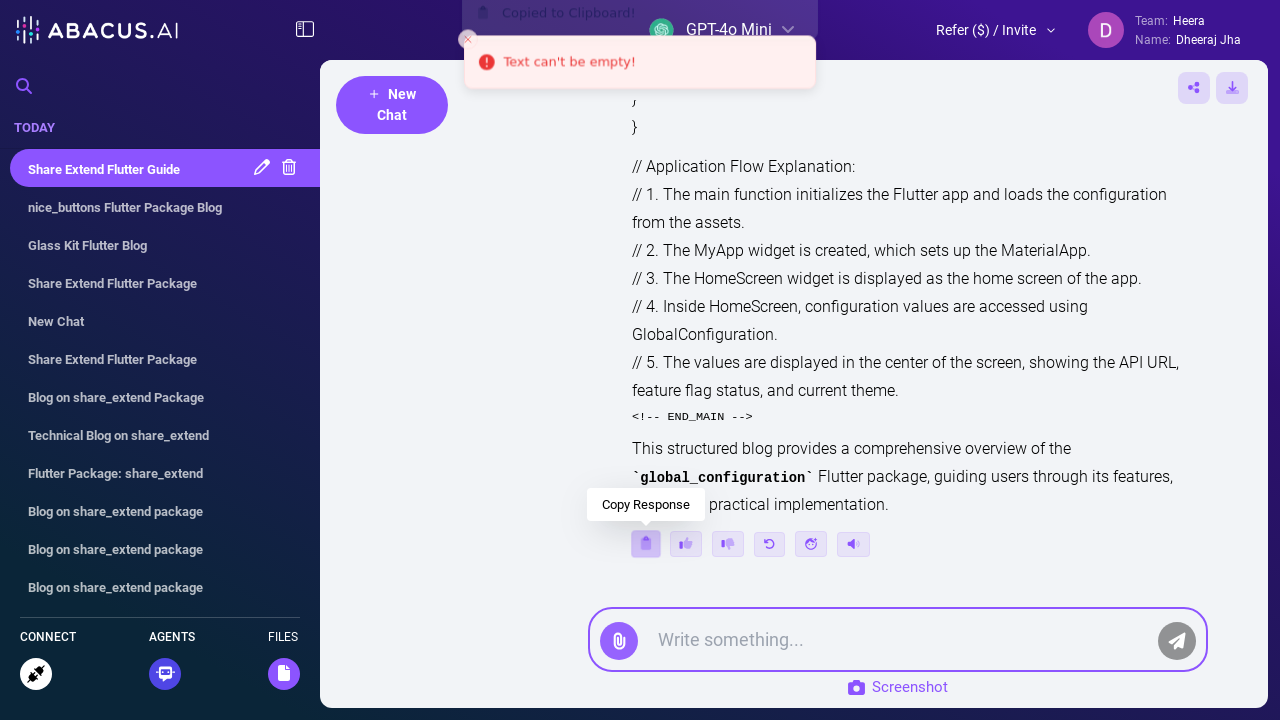 ABACUS.AI
Copied to Clipboard!
GPT-4o Mini
Refer ($) / Invite
D
Team: Heera
Name: Dheeraj Jha
Text can't be empty!
+ New Chat
TODAY
Share Extend Flutter Guide
nice_buttons Flutter Package Blog
Glass Kit Flutter Blog
Share Extend Flutter Package
New Chat
Share Extend Flutter Package
Blog on share_extend Package
Technical Blog on share_extend
Flutter Package: share_extend
Blog on share_extend package
Blog on share_extend package
Blog on share_extend package
CONNECT
AGENTS
FILES
}
}
// Application Flow Explanation:
// 1. The main function initializes the Flutter app and loads the configuration
from the assets.
// 2. The MyApp widget is created, which sets up the MaterialApp.
// 3. The HomeScreen widget is displayed as the home screen of the app.
// 4. Inside HomeScreen, configuration values are accessed using
GlobalConfiguration.
// 5. The values are displayed in the center of the screen, showing the API URL,
feature flag status, and current theme.
<!-- END_MAIN -->
This structured blog provides a comprehensive overview of the
`global_configuration` Flutter package, guiding users through its features,
practical implementation.
Copy Response
Write something...
Screenshot